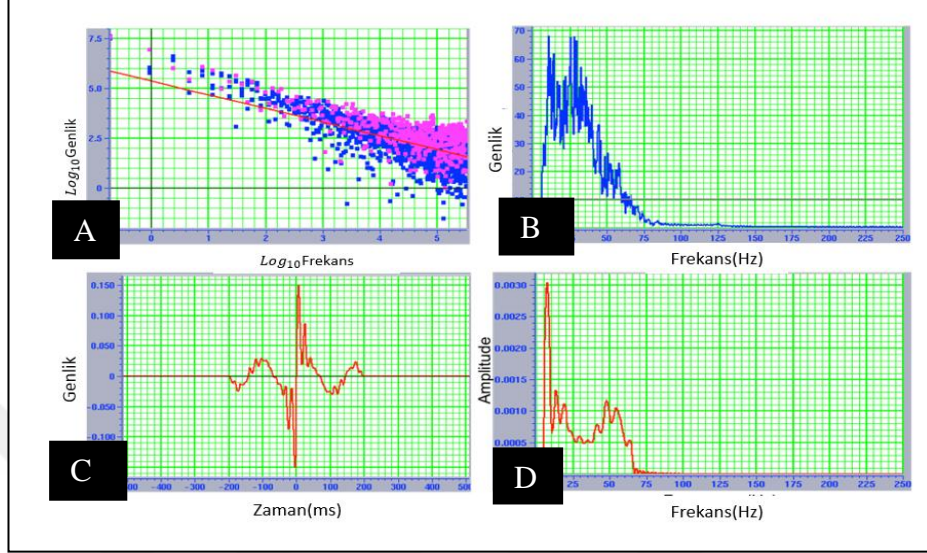 7.5
5.0
2.5
0
Log₁₀Genlik
A
0 1 2 3 4 5
Log₁₀Frekans
70
60
50
40
30
20
Genlik
B
50 75 100 125 150 175 200 225 250
Frekans(Hz)
0.150
0.100
0.050
0
-0.050
-0.100
Genlik
C
-400 -300 -200 -100 0 100 200 300 400
Zaman(ms)
0.0030
0.0025
0.0020
0.0015
0.0010
0.0005
Amplitude
D
25 50 75 100 125 150 175 200 225 250
Frekans(Hz)